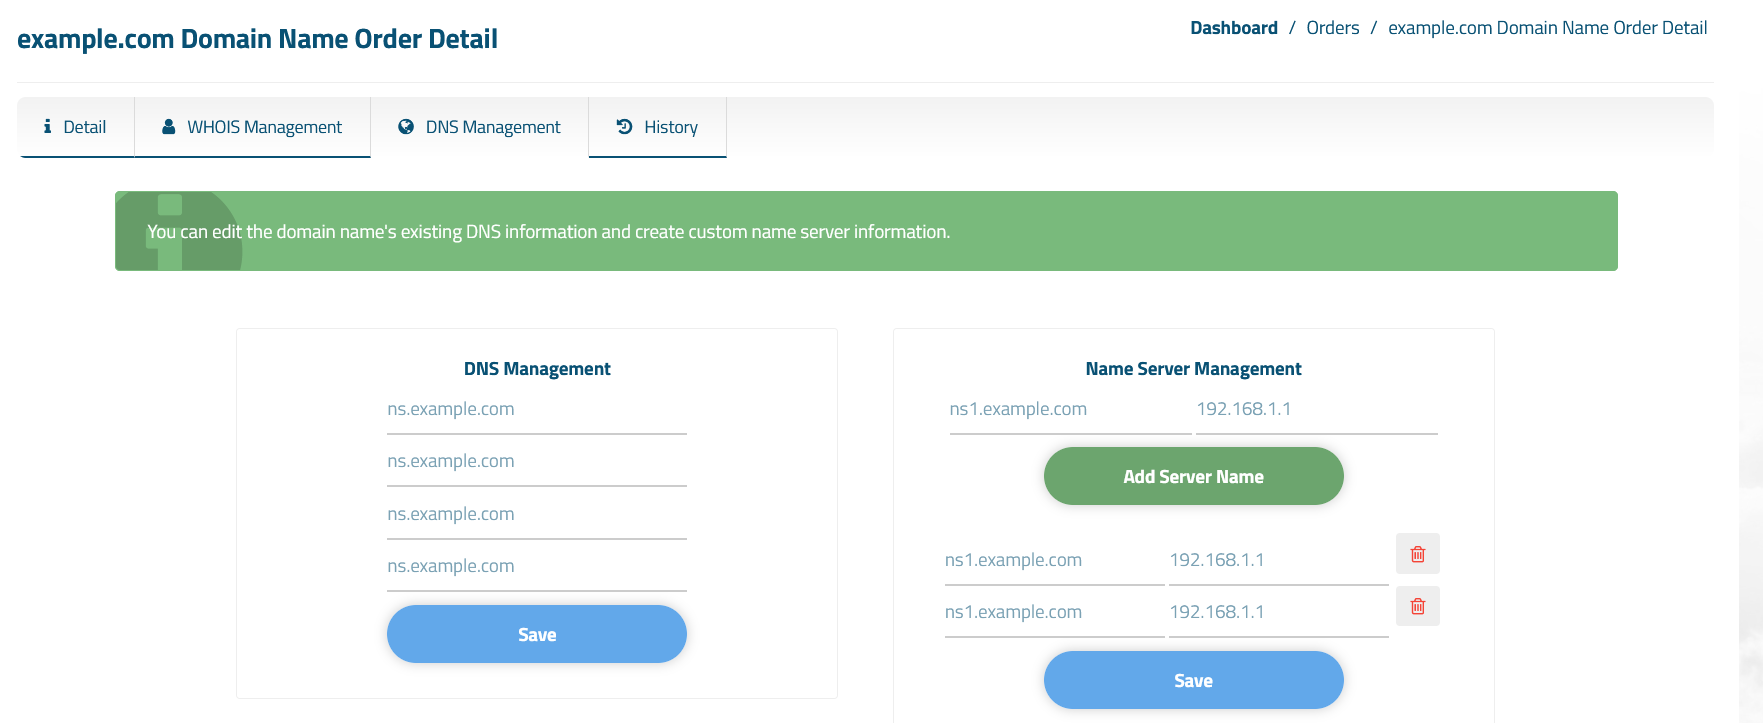 example.com Domain Name Order Detail
Dashboard / Orders / example.com Domain Name Order Detail
Detail
WHOIS Management
DNS Management
History
You can edit the domain name's existing DNS information and create custom name server information.
DNS Management
ns.example.com
ns.example.com
ns.example.com
ns.example.com
Save
Name Server Management
ns1.example.com 192.168.1.1
Add Server Name
ns1.example.com 192.168.1.1
ns1.example.com 192.168.1.1
Save